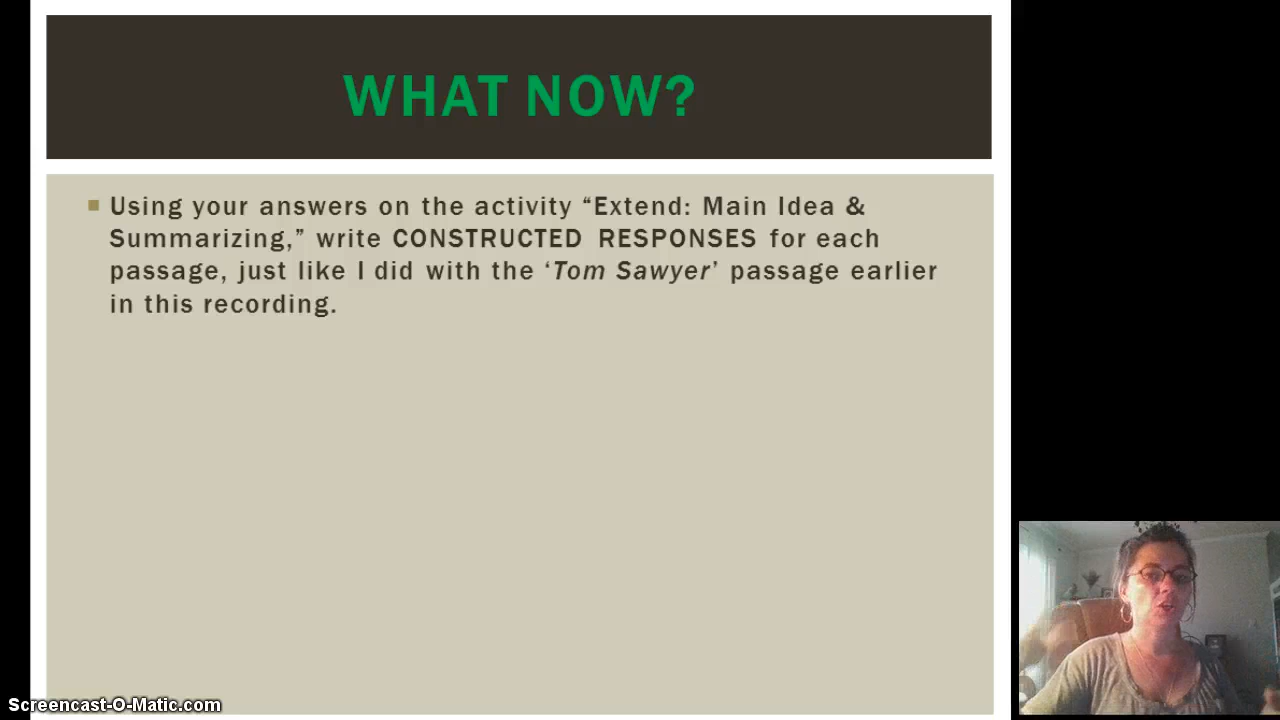 WHAT NOW?
Using your answers on the activity “Extend: Main Idea &
Summarizing,” write CONSTRUCTED RESPONSES for each
passage, just like I did with the ‘Tom Sawyer’ passage earlier
in this recording.
Screencast-O-Matic.com